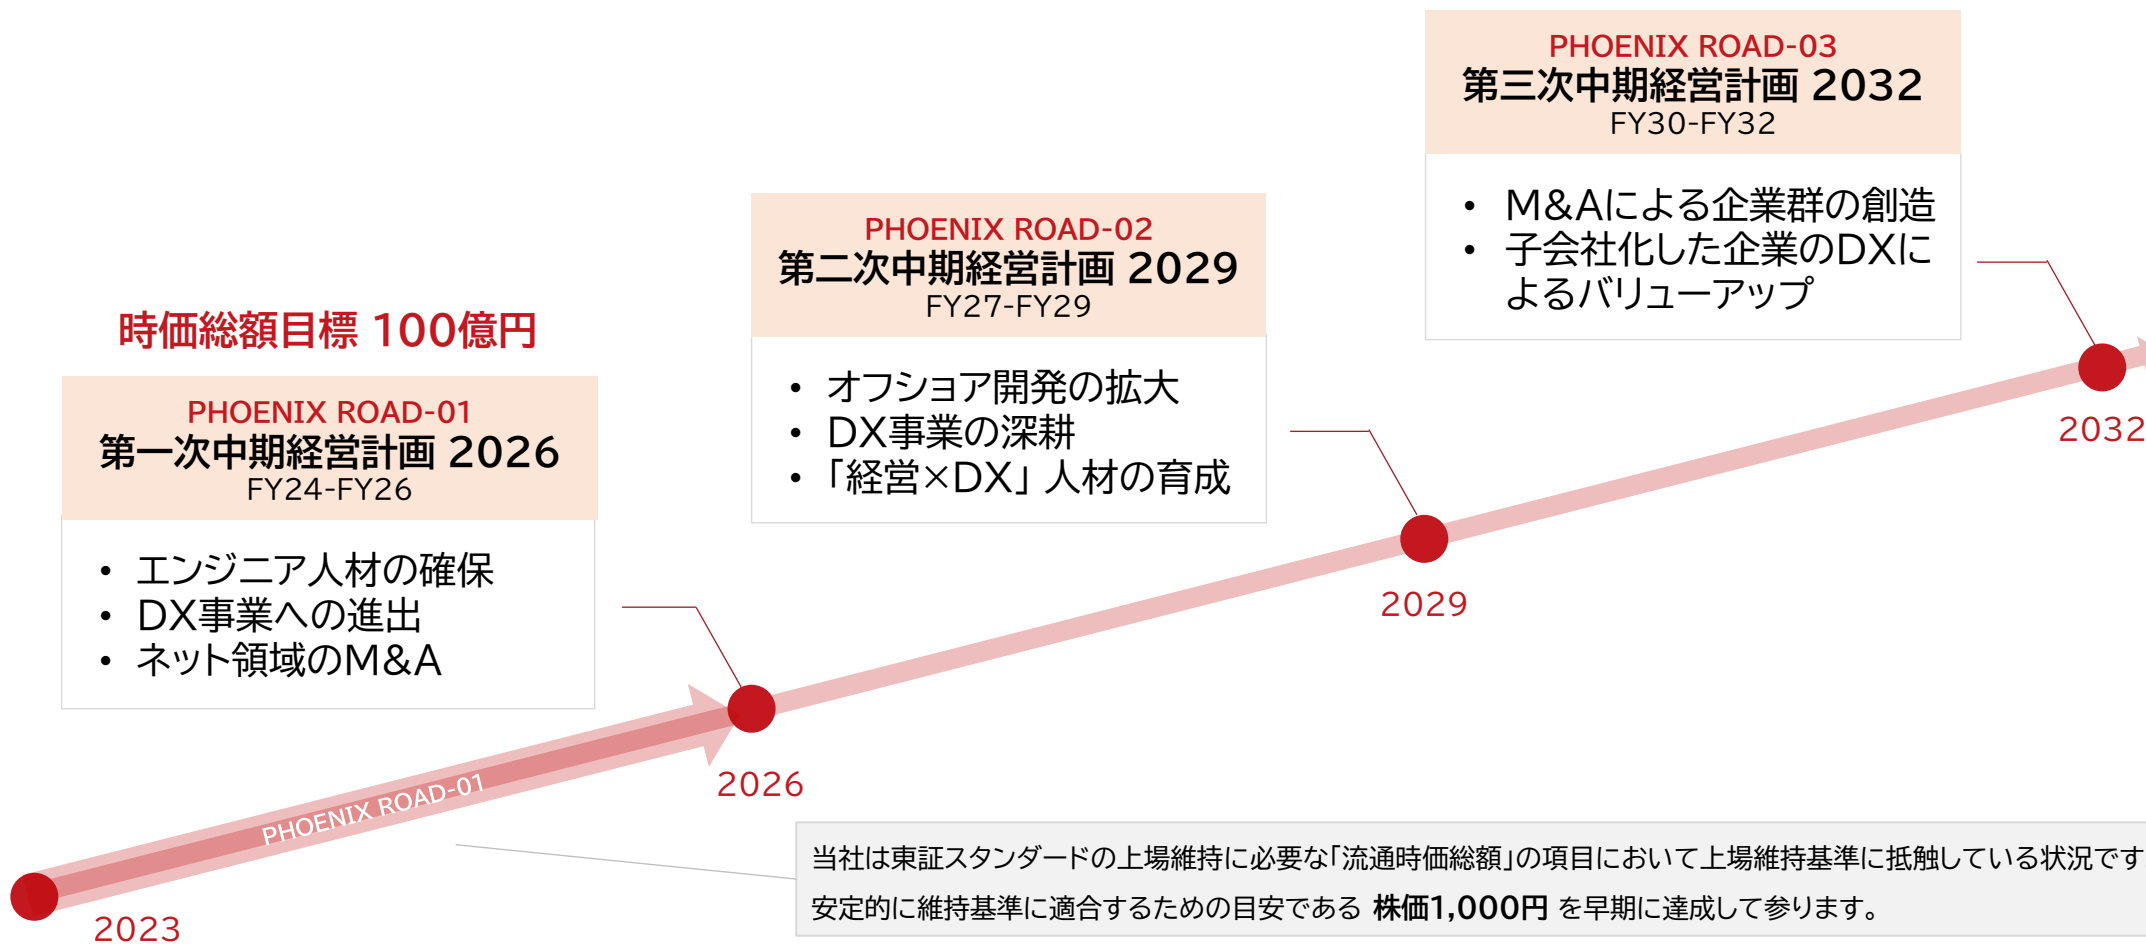 時価総額目標 100億円
PHOENIX ROAD-01
第一次中期経営計画 2026
FY24-FY26
• エンジニア人材の確保
• DX事業への進出
• ネット領域のM&A
PHOENIX ROAD-02
第二次中期経営計画 2029
FY27-FY29
• オフショア開発の拡大
• DX事業の深耕
• 「経営×DX」 人材の育成
PHOENIX ROAD-03
第三次中期経営計画 2032
FY30-FY32
• M&Aによる企業群の創造
• 子会社化した企業のDXに
よるバリューアップ
PHOENIX ROAD-01
2023
2026
2029
2032
当社は東証スタンダードの上場維持に必要な「流通時価総額」の項目において上場維持基準に抵触している状況です
安定的に維持基準に適合するための目安である 株価1,000円 を早期に達成して参ります。